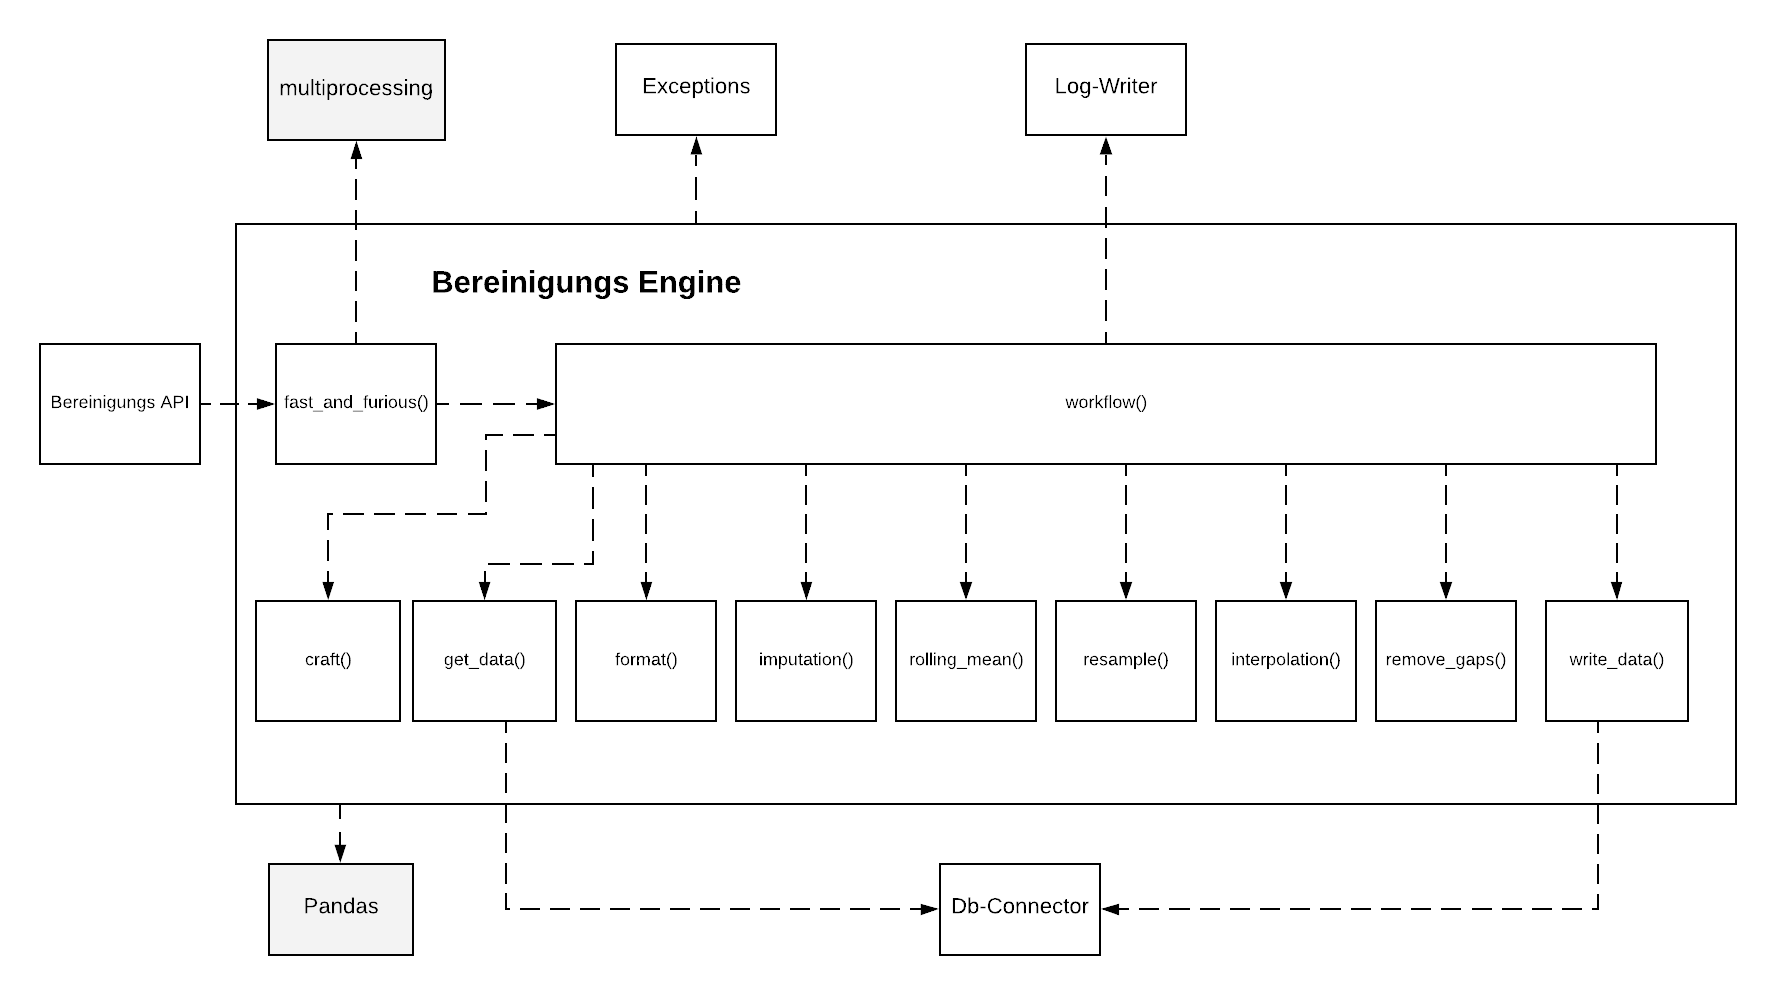 multiprocessing
Exceptions
Log-Writer
Bereinigungs Engine
Bereinigungs API
fast_and_furious()
workflow()
craft()
get_data()
format()
imputation()
rolling_mean()
resample()
interpolation()
remove_gaps()
write_data()
Pandas
Db-Connector